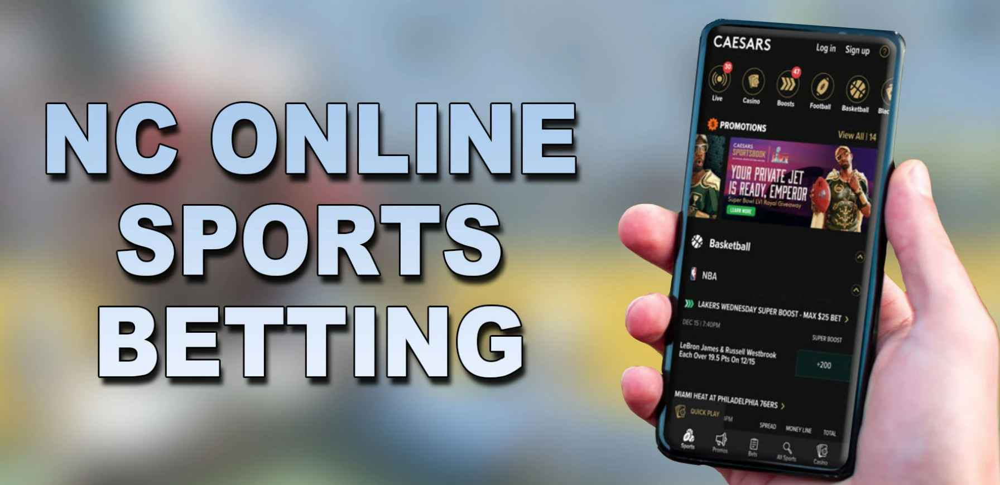 NC ONLINE
SPORTS
BETTING
CAESARS
Log in Sign up ?
30
47
Live Casino Boosts Football Basketball Blac
PROMOTIONS
View All | 14
CAESARS
SPORTSBOOK
YOUR PRIVATE JET
IS READY, EMPEROR
Super Bowl LVI Royal Giveaway
LEARN MORE
Basketball
NBA
LAKERS WEDNESDAY SUPER BOOST - MAX $25 BET
DEC 15 | 7:40PM
SUPER BOOST
LeBron James & Russell Westbrook
Each Over 19.5 Pts On 12/15
+200
MIAMI HEAT AT PHILADELPHIA 76ERS
QUICK PLAY PM
SPREAD MONEY LINE TOTAL
Sports Promos Bets All Sports Casino